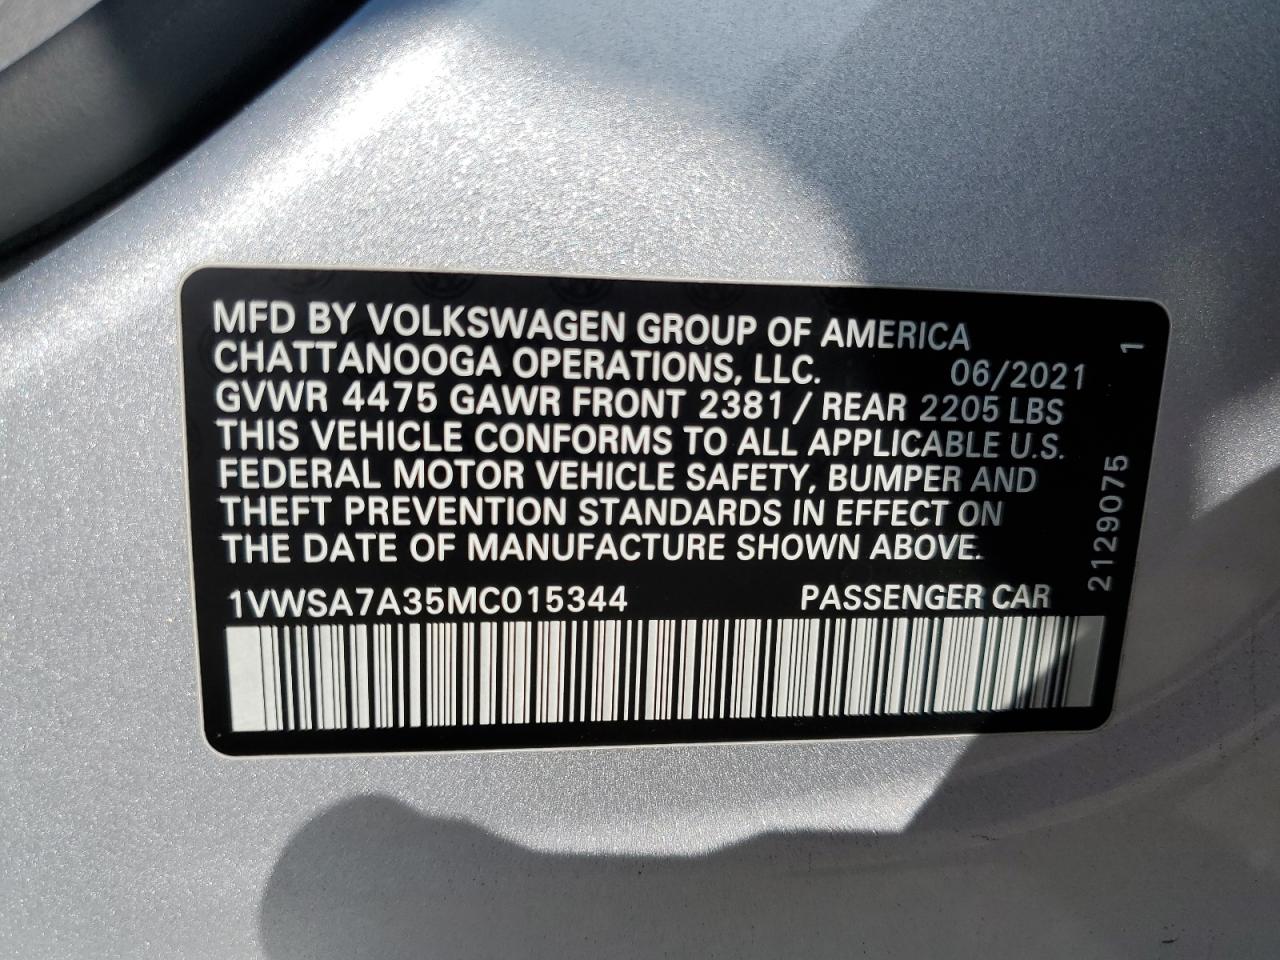 MFD BY VOLKSWAGEN GROUP OF AMERICA
CHATTANOOGA OPERATIONS, LLC. 06/2021 1
GVWR 4475 GAWR FRONT 2381 / REAR 2205 LBS
THIS VEHICLE CONFORMS TO ALL APPLICABLE U.S.
FEDERAL MOTOR VEHICLE SAFETY, BUMPER AND
THEFT PREVENTION STANDARDS IN EFFECT ON
THE DATE OF MANUFACTURE SHOWN ABOVE.
2129075
1VWSA7A35MC015344 PASSENGER CAR